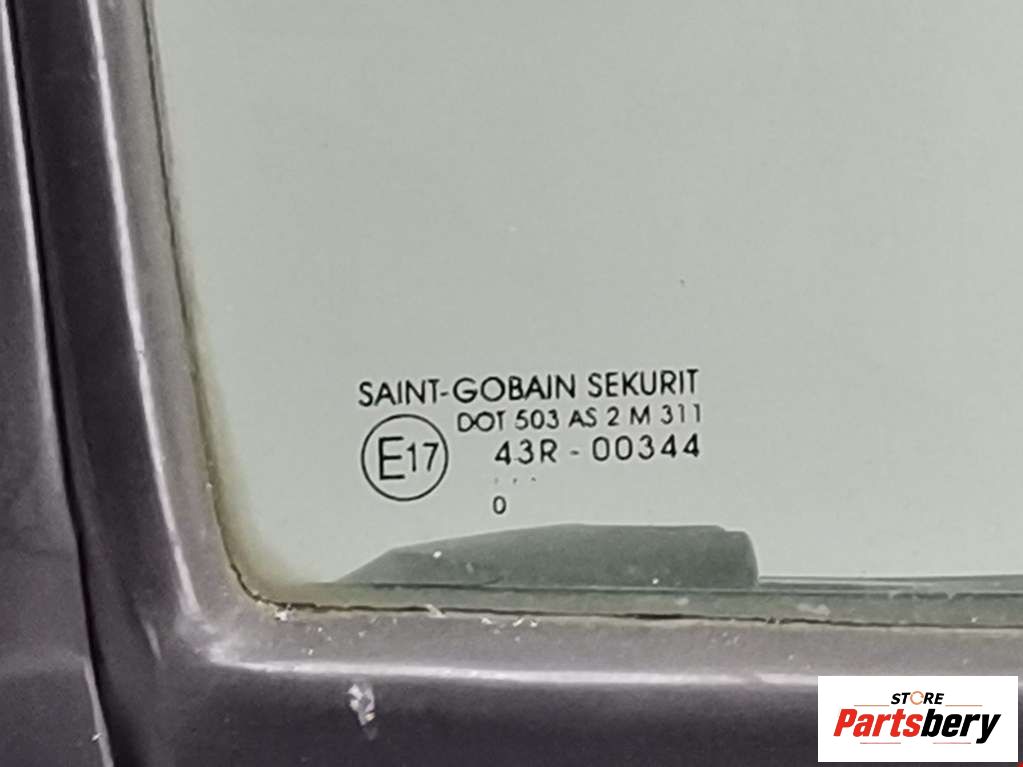 SAINT-GOBAIN SEKURIT
DOT 503 AS 2 M 311
E17
43R - 00344
...
0
STORE
Partsbery